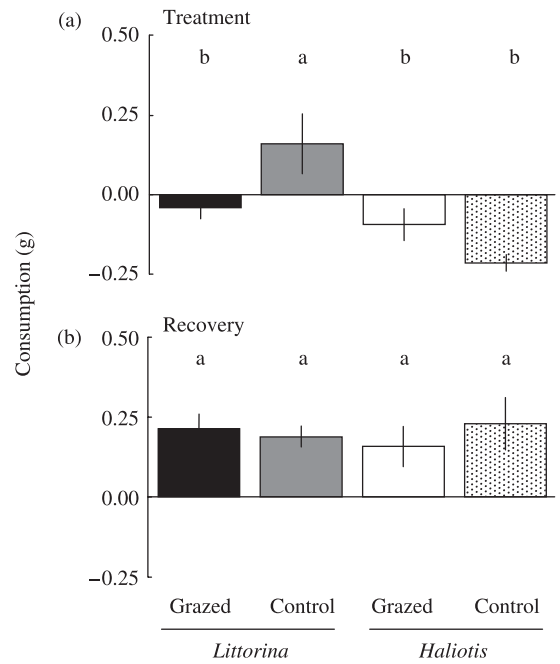 (a) Treatment
0.50
b a b b
0.25
0.00
−0.25
Consumption (g)
(b) Recovery
0.50
a a a a
0.25
0.00
−0.25
Grazed Control Grazed Control
Littorina Haliotis